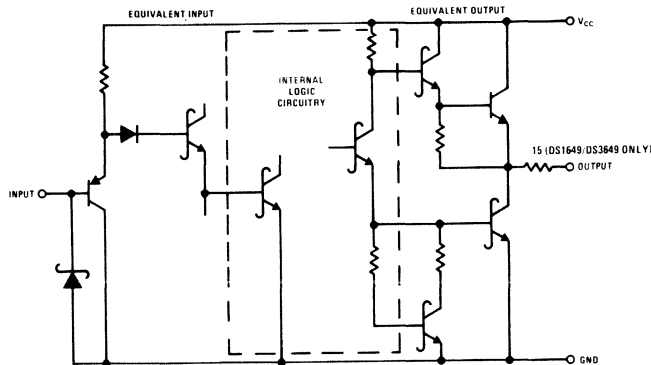 EQUIVALENT INPUT
EQUIVALENT OUTPUT
VCC
INTERNAL
LOGIC
CIRCUITRY
15 (DS1649/DS3649 ONLY)
OUTPUT
INPUT
GND